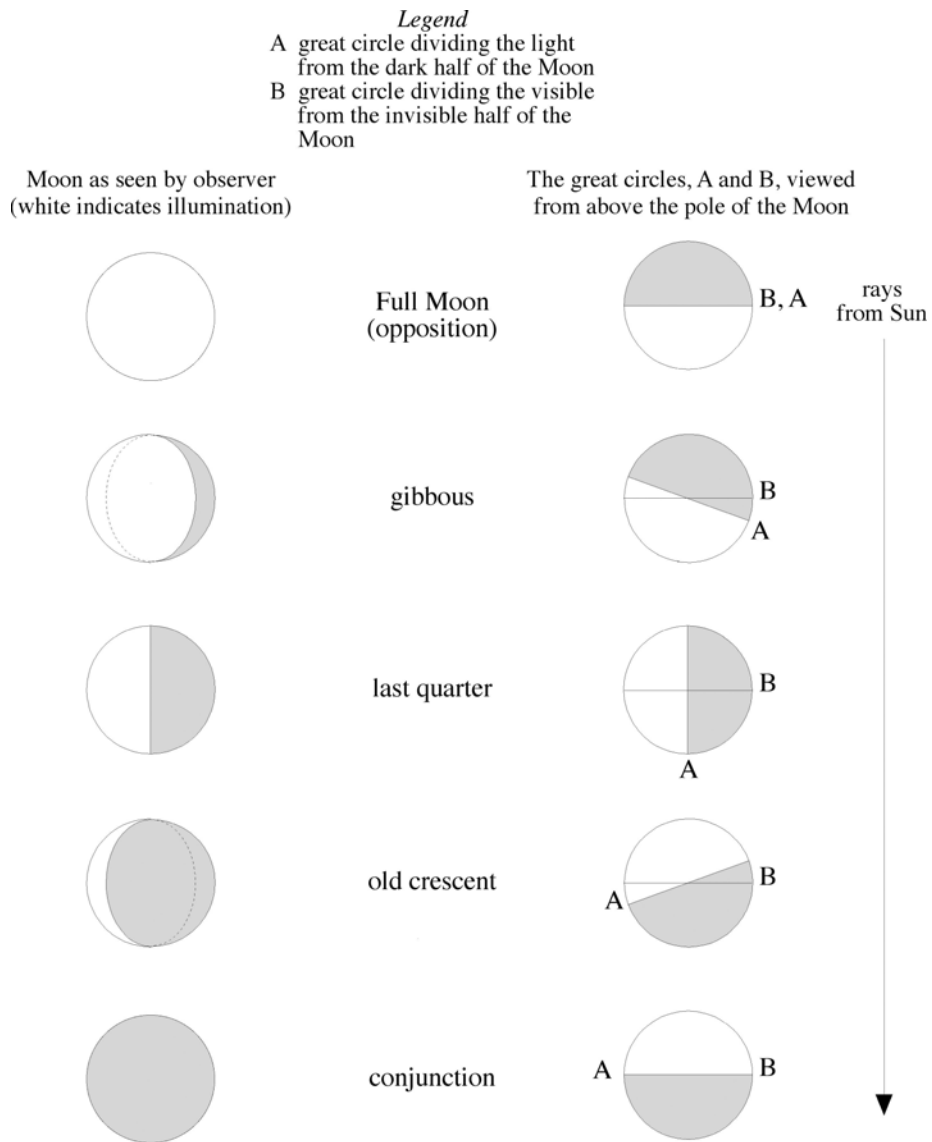 Legend
A great circle dividing the light
from the dark half of the Moon
B great circle dividing the visible
from the invisible half of the
Moon
Moon as seen by observer
(white indicates illumination)
The great circles, A and B, viewed
from above the pole of the Moon
Full Moon
(opposition)
B, A
rays
from Sun
gibbous
B
A
last quarter
B
A
old crescent
B
A
conjunction
A
B